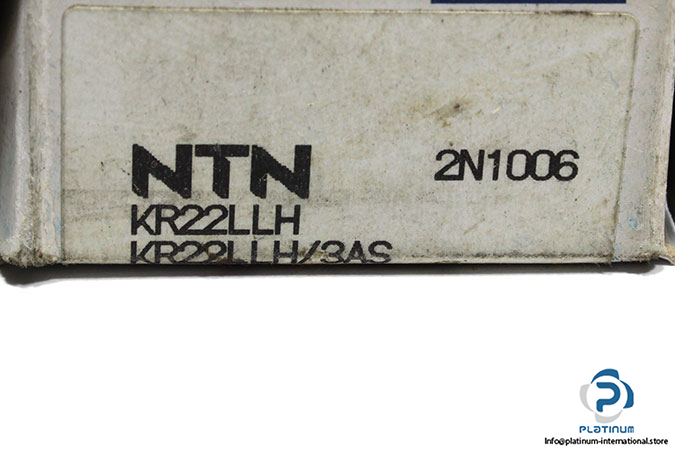 NTN 2N1006
KR22LLH
KR22LLH/3AS
PLATINUM
Info@platinum-international.store